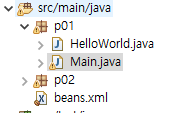 src/main/java
p01
HelloWorld.java
Main.java
p02
beans.xml